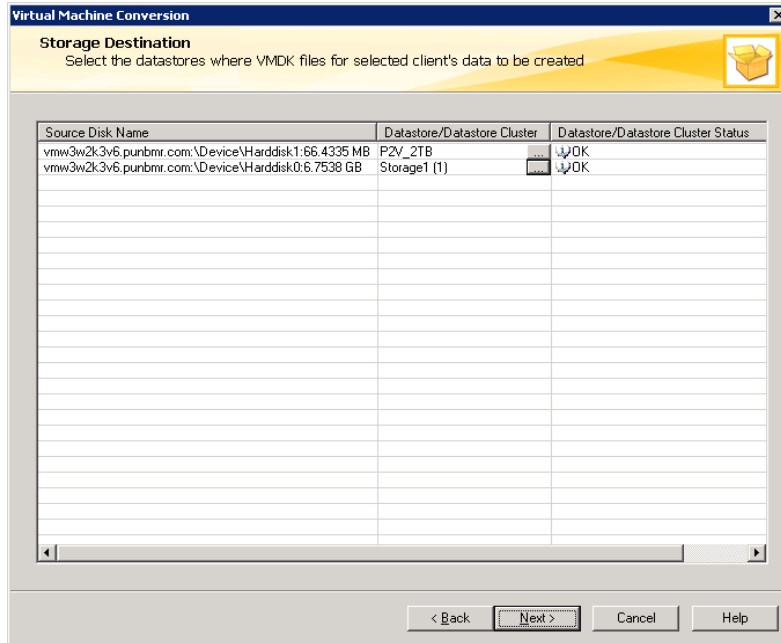 Virtual Machine Conversion
Storage Destination
Select the datastores where VMDK files for selected client's data to be created
Source Disk Name Datastore/Datastore Cluster Datastore/Datastore Cluster Status
vmw3w2k3v6.punbmr.com:\Device\Harddisk1:66.4335 MB P2V_2TB ... OK
vmw3w2k3v6.punbmr.com:\Device\Harddisk0:6.7538 GB Storage1 (1) ... OK
< Back Next > Cancel Help